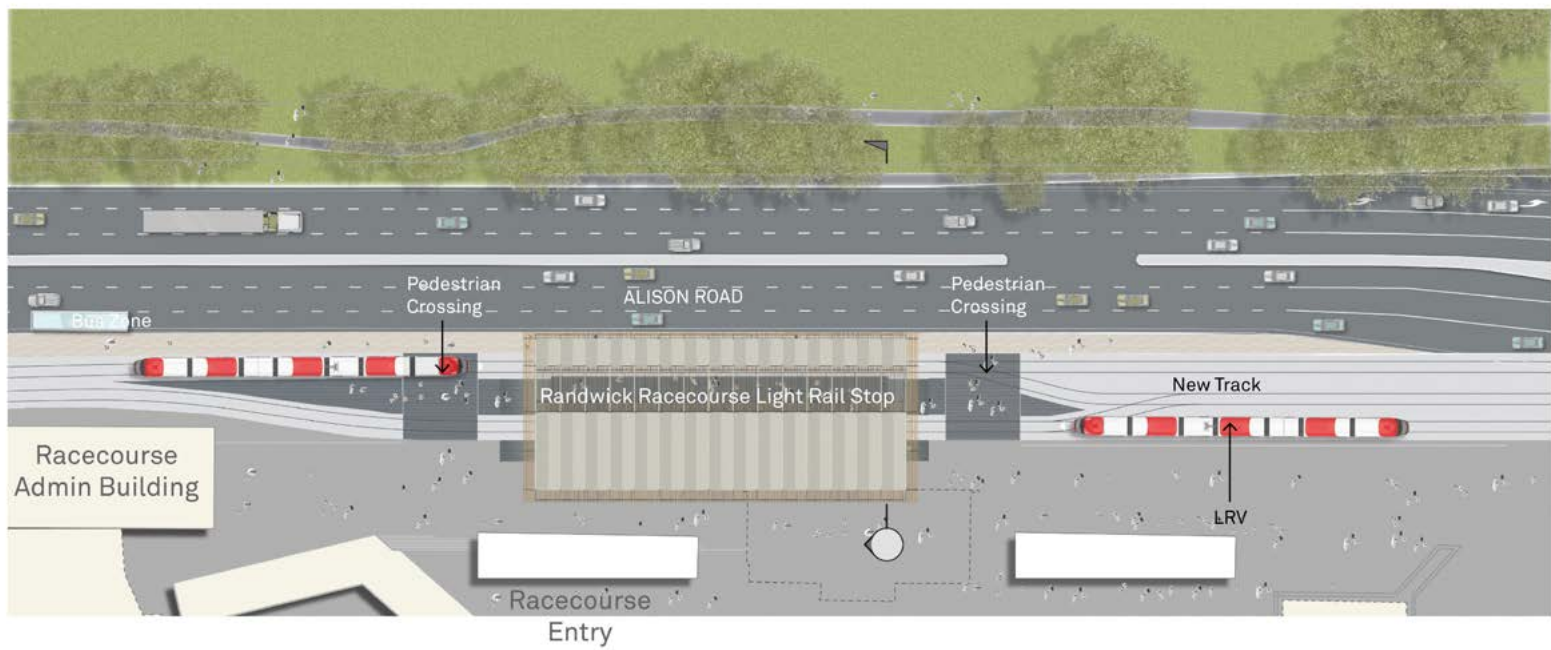 Pedestrian
Crossing
Pedestrian
Crossing
ALISON ROAD
Bus Zone
New Track
Randwick Racecourse Light Rail Stop
Racecourse
Admin Building
LRV
Racecourse
Entry